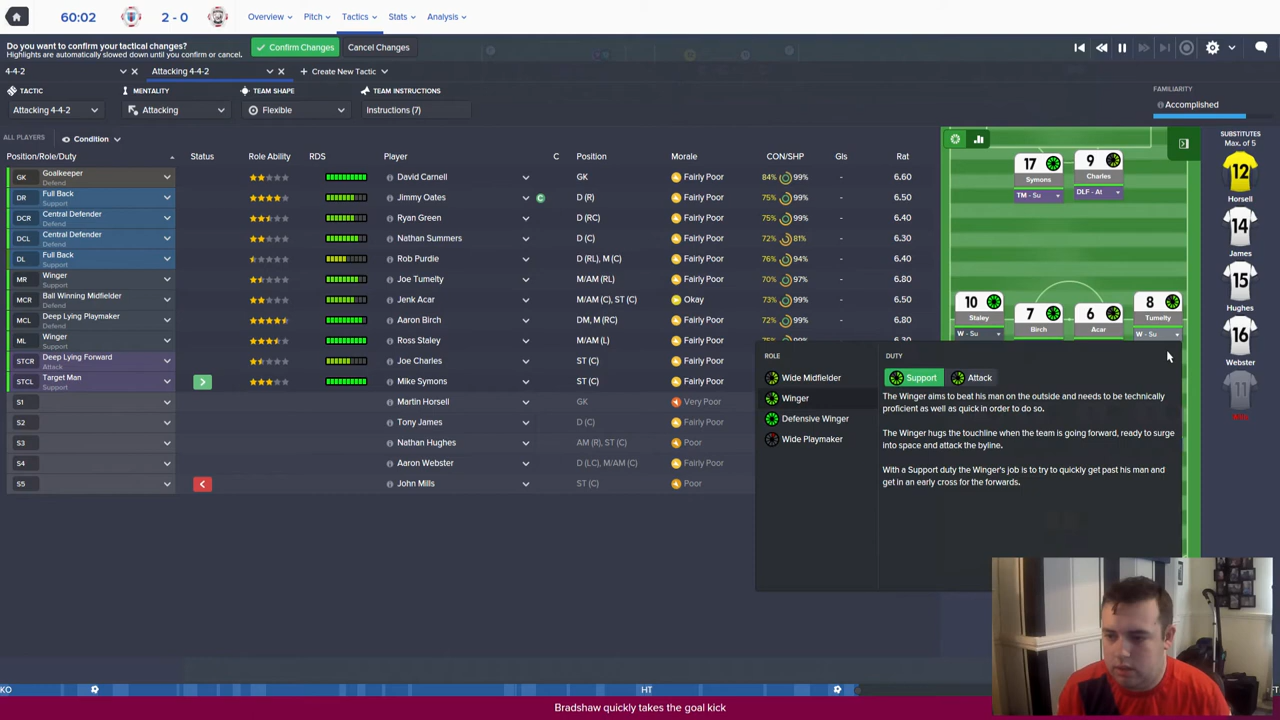 60:02
2 - 0
Overview
Pitch
Tactics
Stats
Analysis
Do you want to confirm your tactical changes?
Highlights are automatically slowed down until you confirm or cancel.
Confirm Changes
Cancel Changes
4-4-2
Attacking 4-4-2
Create New Tactic
TACTIC
MENTALITY
TEAM SHAPE
TEAM INSTRUCTIONS
FAMILIARITY
Attacking 4-4-2
Attacking
Flexible
Instructions (7)
Accomplished
ALL PLAYERS
Condition
Position/Role/Duty
Status
Role Ability
RDS
Player
C
Position
Morale
CON/SHP
Gls
Rat
GK Goalkeeper Defend David Carnell GK Fairly Poor 84% 99% - 6.60
DR Full Back Support Jimmy Oates C D (R) Fairly Poor 75% 99% - 6.50
DCR Central Defender Defend Ryan Green D (RC) Fairly Poor 75% 99% - 6.40
DCL Central Defender Defend Nathan Summers D (C) Fairly Poor 72% 81% - 6.30
DL Full Back Support Rob Purdie D (RL), M (C) Fairly Poor 76% 94% - 6.40
MR Winger Support Joe Tumelty M/AM (RL) Fairly Poor 70% 97% - 6.80
MCR Ball Winning Midfielder Defend Jenk Acar M/AM (C), ST (C) Okay 73% 99% - 6.50
MCL Deep Lying Playmaker Defend Aaron Birch DM, M (RC) Fairly Poor 72% 99% - 6.80
ML Winger Support Ross Staley M/AM (L) Fairly Poor 75% 99% - 6.30
STCR Deep Lying Forward Attack Joe Charles ST (C) Fairly Poor
STCL Target Man Support Mike Symons ST (C) Fairly Poor
S1 Martin Horsell GK Very Poor
S2 Tony James D (C) Fairly Poor
S3 Nathan Hughes AM (R), ST (C) Poor
S4 Aaron Webster D (LC), M/AM (C) Fairly Poor
S5 John Mills ST (C) Poor
17
Symons
TM - Su
9
Charles
DLF - At
10
Staley
W - Su
7
Birch
6
Acar
8
Tumelty
W - Su
SUBSTITUTES
Max. of 5
12
Horsell
14
James
15
Hughes
16
Webster
11
ROLE
Wide Midfielder
Winger
Defensive Winger
Wide Playmaker
DUTY
Support
Attack
The Winger aims to beat his man on the outside and needs to be technically
proficient as well as quick in order to do so.
The Winger hugs the touchline when the team is going forward, ready to surge
into space and attack the byline.
With a Support duty the Winger's job is to try to quickly get past his man and
get in an early cross for the forwards.
KO
HT
FT
Bradshaw quickly takes the goal kick